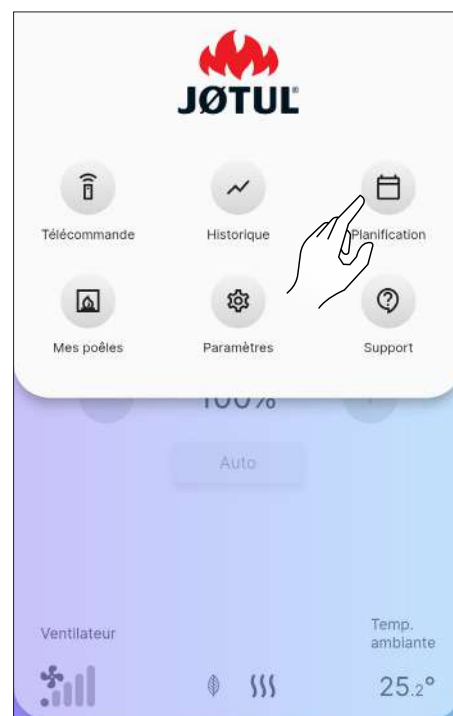 JØTUL®
Télécommande
Historique
Planification
Mes poêles
Paramètres
Support
100%
Auto
Ventilateur
Temp.
ambiante
25.2°